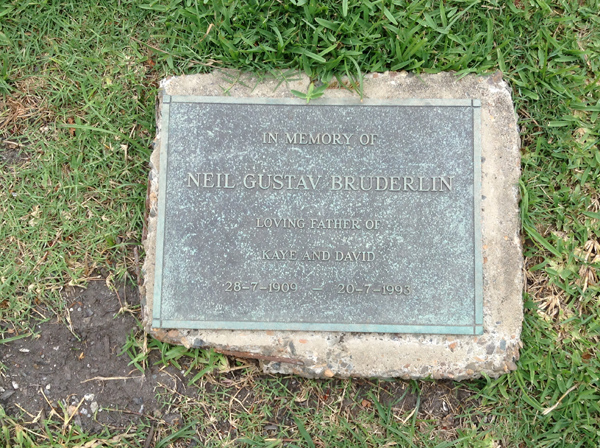 IN MEMORY OF
NEIL GUSTAV BRUDERLIN
LOVING FATHER OF
KAYE AND DAVID
28-7-1909 - 20-7-1993